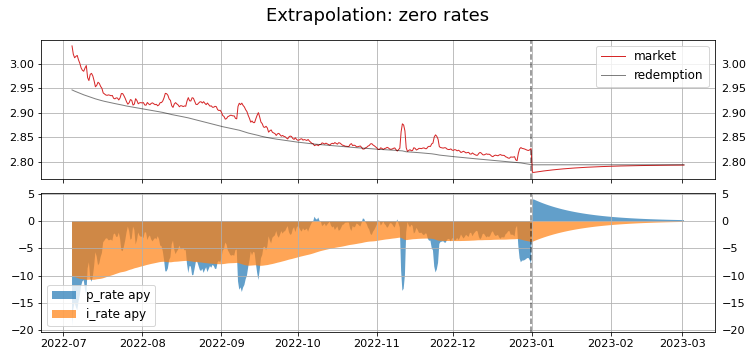 Extrapolation: zero rates
3.00 3.00
2.95 2.95
2.90 2.90
2.85 2.85
2.80 2.80
market
redemption
5 5
0 0
−5 −5
−10 −10
−15 −15
−20 −20
p_rate apy
i_rate apy
2022-07 2022-08 2022-09 2022-10 2022-11 2022-12 2023-01 2023-02 2023-03